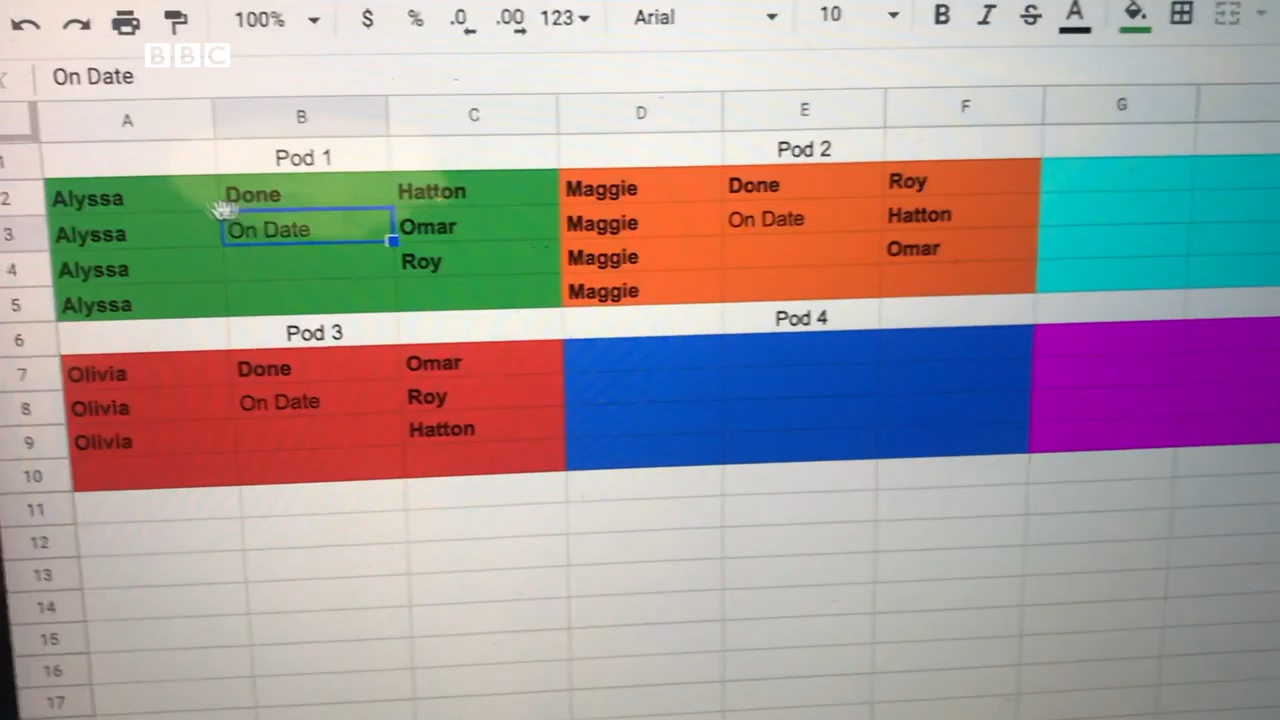 100% $ % .0 .00 123 Arial 10 B I S A
BBC
On Date
A B C D E F G
1 Pod 1 Pod 2
2 Alyssa Done Hatton Maggie Done Roy
3 Alyssa On Date Omar Maggie On Date Hatton
4 Alyssa Roy Maggie Omar
5 Alyssa Maggie
6 Pod 3 Pod 4
7 Olivia Done Omar
8 Olivia On Date Roy
9 Olivia Hatton
10
11
12
13
14
15
16
17